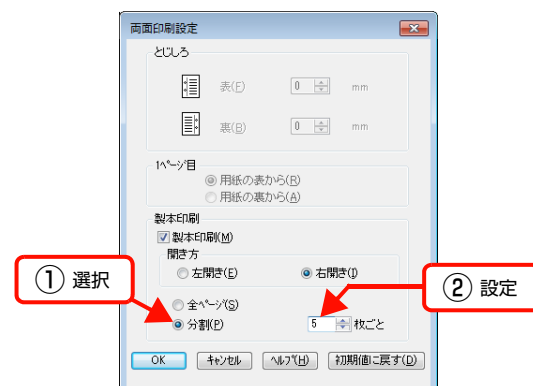 両面印刷設定
とじしろ
表(F) 0 mm
裏(B) 0 mm
1ページ目
用紙の表から(R)
用紙の裏から(A)
製本印刷
製本印刷(M)
開き方
左開き(E) 右開き(I)
① 選択
② 設定
全ページ(S)
分割(P) 5 枚ごと
OK キャンセル ヘルプ(H) 初期値に戻す(D)